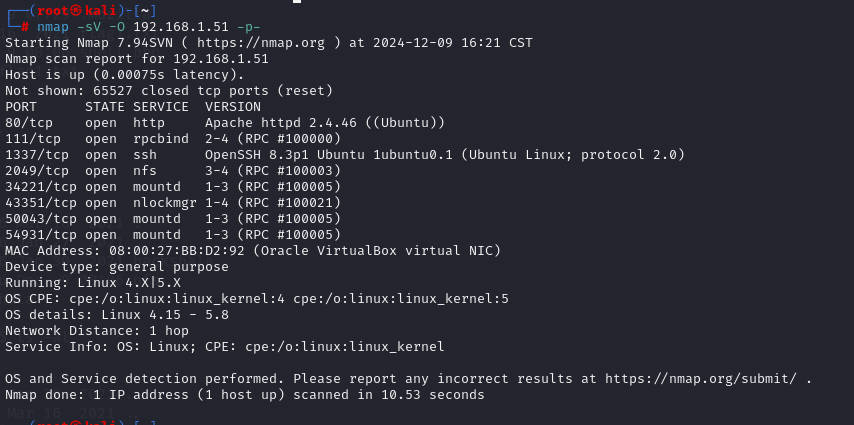 ┌──(root㉿kali)-[~]
└─# nmap -sV -O 192.168.1.51 -p-
Starting Nmap 7.94SVN ( https://nmap.org ) at 2024-12-09 16:21 CST
Nmap scan report for 192.168.1.51
Host is up (0.00075s latency).
Not shown: 65527 closed tcp ports (reset)
PORT      STATE SERVICE  VERSION
80/tcp    open  http     Apache httpd 2.4.46 ((Ubuntu))
111/tcp   open  rpcbind  2-4 (RPC #100000)
1337/tcp  open  ssh      OpenSSH 8.3p1 Ubuntu 1ubuntu0.1 (Ubuntu Linux; protocol 2.0)
2049/tcp  open  nfs      3-4 (RPC #100003)
34221/tcp open  mountd   1-3 (RPC #100005)
43351/tcp open  nlockmgr 1-4 (RPC #100021)
50043/tcp open  mountd   1-3 (RPC #100005)
54931/tcp open  mountd   1-3 (RPC #100005)
MAC Address: 08:00:27:BB:D2:92 (Oracle VirtualBox virtual NIC)
Device type: general purpose
Running: Linux 4.X|5.X
OS CPE: cpe:/o:linux:linux_kernel:4 cpe:/o:linux:linux_kernel:5
OS details: Linux 4.15 - 5.8
Network Distance: 1 hop
Service Info: OS: Linux; CPE: cpe:/o:linux:linux_kernel

OS and Service detection performed. Please report any incorrect results at https://nmap.org/submit/ .
Nmap done: 1 IP address (1 host up) scanned in 10.53 seconds
Mar 16  2021 ..